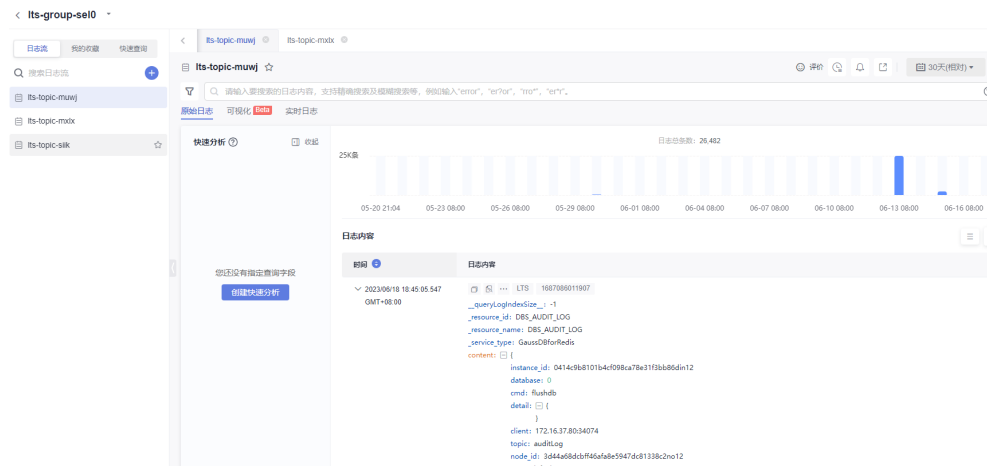 lts-group-sel0
日志流 我的收藏 快速查询
搜索日志流
lts-topic-muwj
lts-topic-mxlx
lts-topic-siik
lts-topic-muwj lts-topic-mxlx
lts-topic-muwj
评价 30天(相对)
请输入要搜索的日志内容，支持精确搜索及模糊搜索等，例如输入"error"、"er?or"、"rro*"、"er*r"。
原始日志 可视化 Beta 实时日志
快速分析 收起
日志总条数： 26,482
25K条
05-20 21:04 05-23 08:00 05-26 08:00 05-29 08:00 06-01 08:00 06-04 08:00 06-07 08:00 06-10 08:00 06-13 08:00 06-16 08:00
日志内容
时间 日志内容
您还没有指定查询字段
创建快速分析
2023/06/18 18:45:05.547
GMT+08:00
LTS 1687086011907
__queryLogIndexSize__: -1
_resource_id: DBS_AUDIT_LOG
_resource_name: DBS_AUDIT_LOG
_service_type: GaussDBforRedis
content: {
instance_id: 0414c9b8101b4cf098ca78e31f3bb86din12
database: 0
cmd: flushdb
detail: {
}
client: 172.16.37.80:34074
topic: auditLog
node_id: 3d44a68dcbff46afa8e5947dc81338c2no12